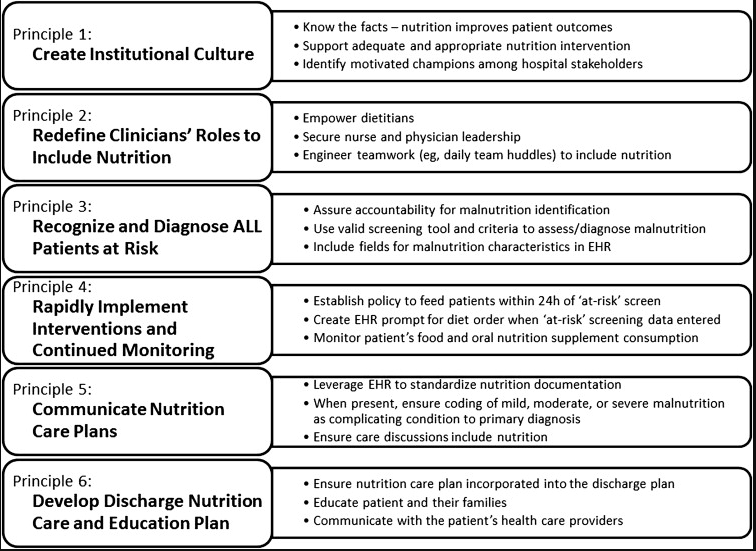 Principle 1:
Create Institutional Culture
• Know the facts – nutrition improves patient outcomes
• Support adequate and appropriate nutrition intervention
• Identify motivated champions among hospital stakeholders
Principle 2:
Redefine Clinicians' Roles to
Include Nutrition
• Empower dietitians
• Secure nurse and physician leadership
• Engineer teamwork (eg, daily team huddles) to include nutrition
Principle 3:
Recognize and Diagnose ALL
Patients at Risk
• Assure accountability for malnutrition identification
• Use valid screening tool and criteria to assess/diagnose malnutrition
• Include fields for malnutrition characteristics in EHR
Principle 4:
Rapidly Implement
Interventions and
Continued Monitoring
• Establish policy to feed patients within 24h of 'at-risk' screen
• Create EHR prompt for diet order when 'at-risk' screening data entered
• Monitor patient's food and oral nutrition supplement consumption
Principle 5:
Communicate Nutrition
Care Plans
• Leverage EHR to standardize nutrition documentation
• When present, ensure coding of mild, moderate, or severe malnutrition
as complicating condition to primary diagnosis
• Ensure care discussions include nutrition
Principle 6:
Develop Discharge Nutrition
Care and Education Plan
• Ensure nutrition care plan incorporated into the discharge plan
• Educate patient and their families
• Communicate with the patient's health care providers